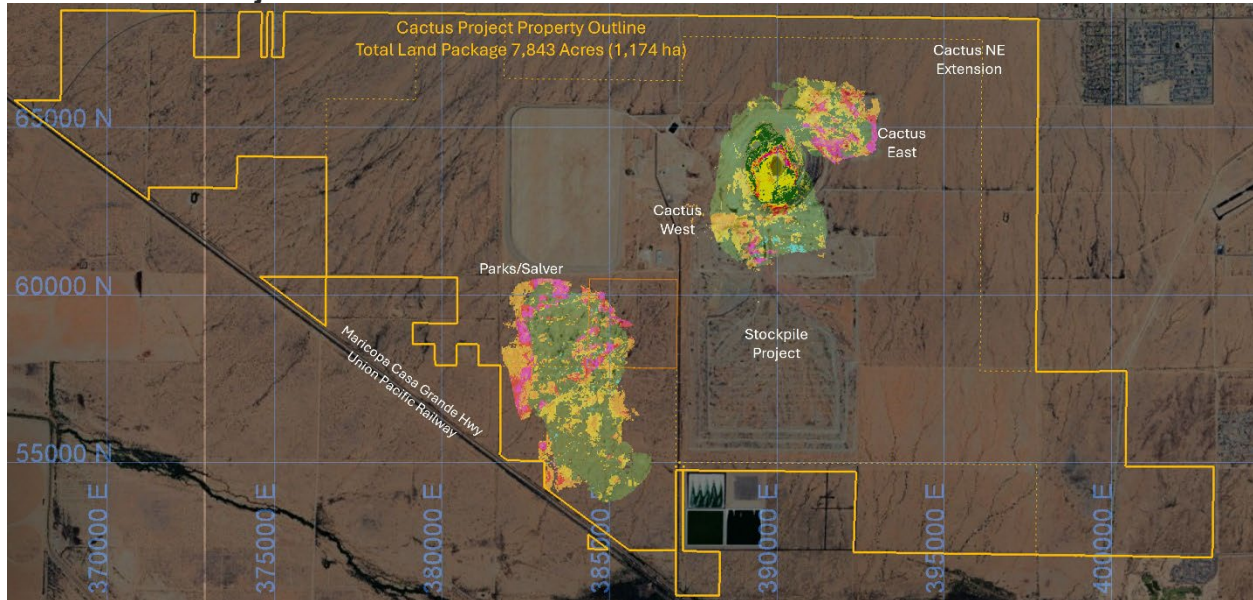 Cactus Project Property Outline
Total Land Package 7,843 Acres (1,174 ha)
Cactus NE
Extension
65000 N
Cactus
East
Cactus
West
Parks/Salver
60000 N
Stockpile
Project
Maricopa Casa Grande Hwy
Union Pacific Railway
55000 N
370000 E
375000 E
380000 E
385000 E
390000 E
395000 E
400000 E